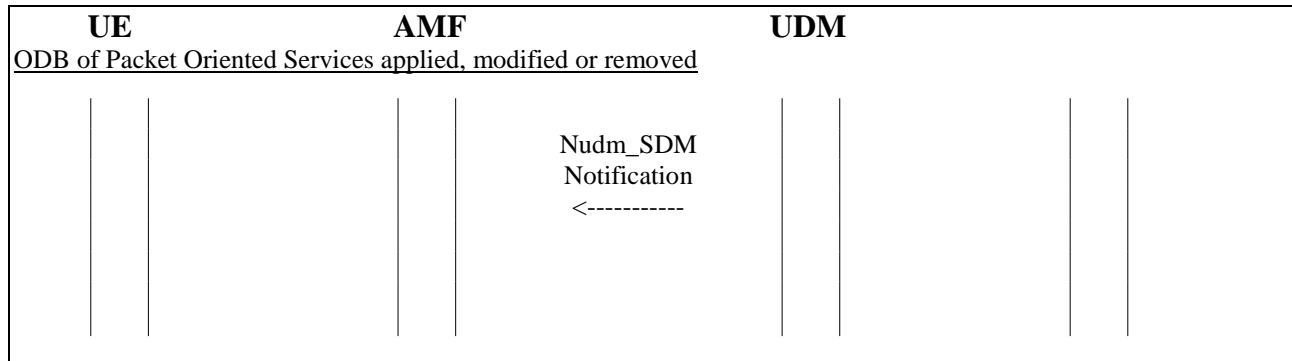 UE AMF UDM
ODB of Packet Oriented Services applied, modified or removed
Nudm_SDM
Notification
<-----------